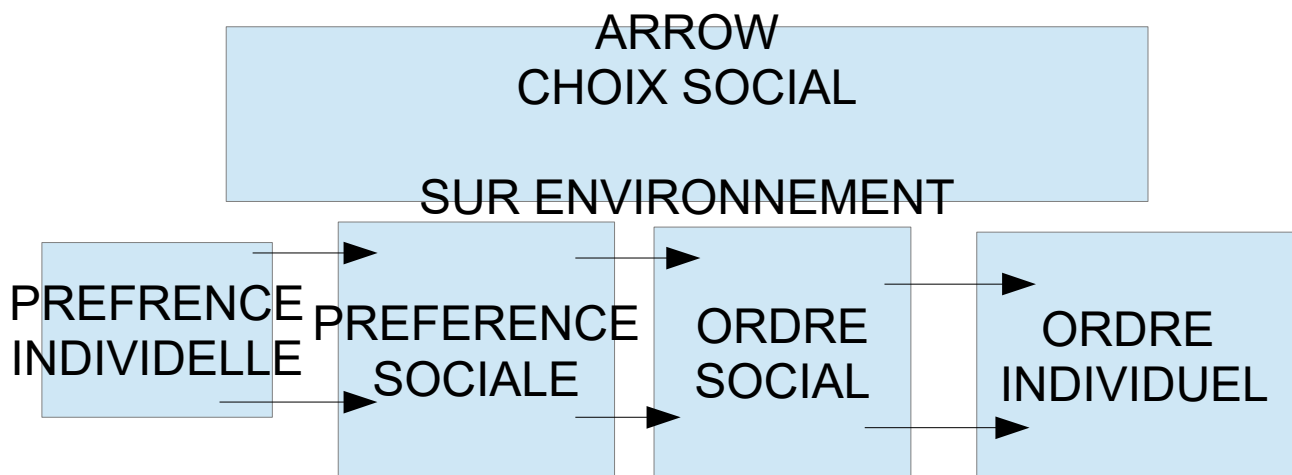 ARROW
CHOIX SOCIAL
SUR ENVIRONNEMENT
PREFRENCE
INDIVIDELLE
PREFERENCE
SOCIALE
ORDRE
SOCIAL
ORDRE
INDIVIDUEL